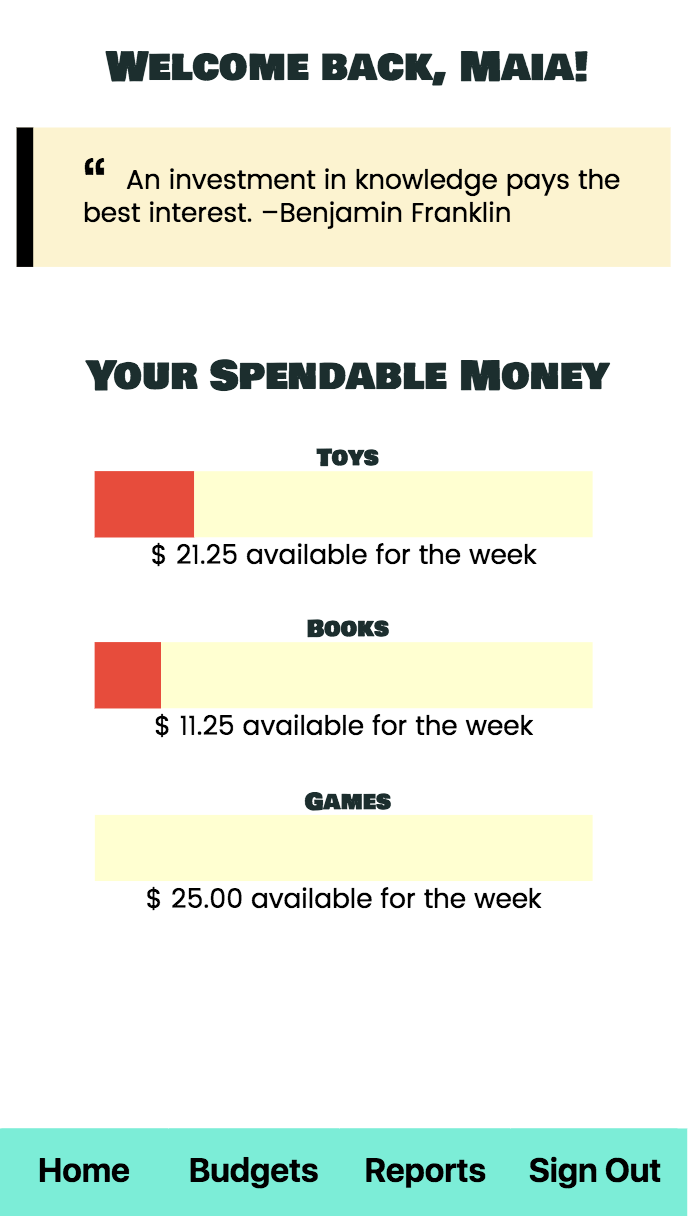 Welcome back, Maia!
“ An investment in knowledge pays the
best interest. –Benjamin Franklin
Your Spendable Money
Toys
$ 21.25 available for the week
Books
$ 11.25 available for the week
Games
$ 25.00 available for the week
Home Budgets Reports Sign Out